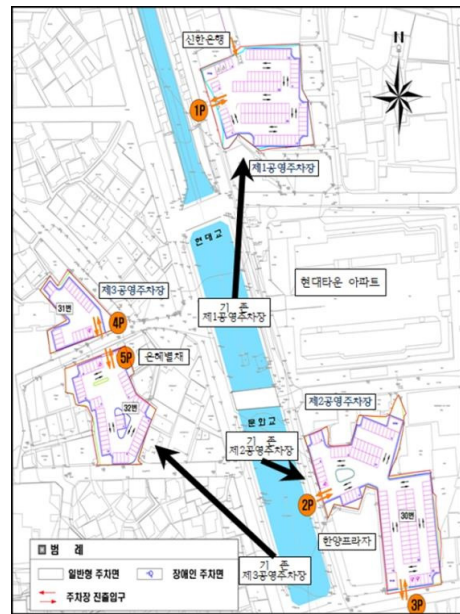 신한은행
1P
제1공영주차장
현대교
제3공영주차장
31면
4P
기 존
제1공영주차장
현대타운 아파트
5P
은혜별채
32면
제2공영주차장
문화교
기 존
제2공영주차장
2P
30면
한양프라자
기 존
제3공영주차장
3P
범 례
일반형 주차면
장애인 주차면
주차장 진출입구